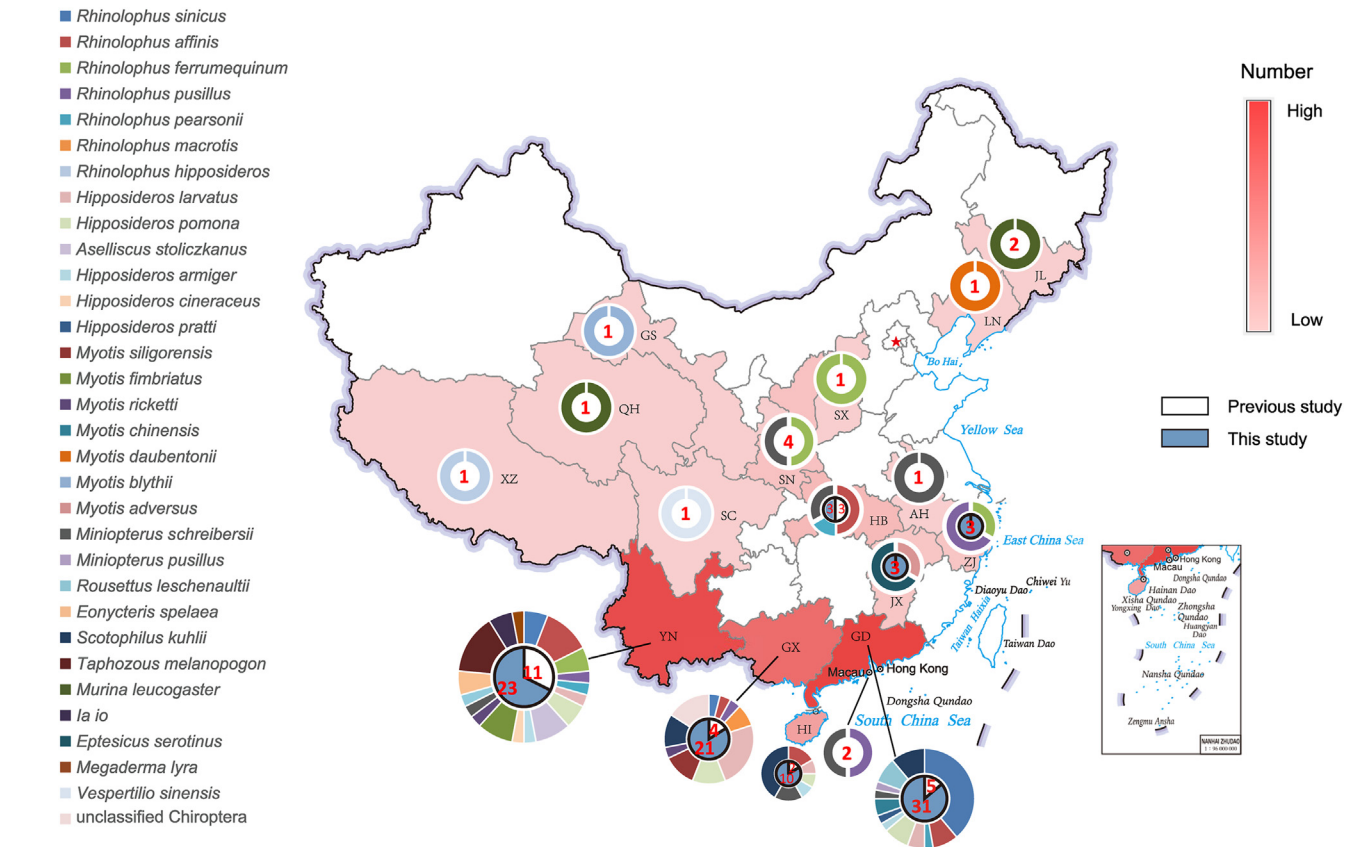 Rhinolophus sinicus
Rhinolophus affinis
Rhinolophus ferrumequinum
Rhinolophus pusillus
Rhinolophus pearsonii
Rhinolophus macrotis
Rhinolophus hipposideros
Hipposideros larvatus
Hipposideros pomona
Aselliscus stoliczkanus
Hipposideros armiger
Hipposideros cineraceus
Hipposideros pratti
Myotis siligorensis
Myotis fimbriatus
Myotis ricketti
Myotis chinensis
Myotis daubentonii
Myotis blythii
Myotis adversus
Miniopterus schreibersii
Miniopterus pusillus
Rousettus leschenaultii
Eonycteris spelaea
Scotophilus kuhlii
Taphozous melanopogon
Murina leucogaster
Ia io
Eptesicus serotinus
Megaderma lyra
Vespertilio sinensis
unclassified Chiroptera
Number
High
Low
Previous study
This study
2
JL
1
LN
1
GS
Bo Hai
1
SX
1
QH
Yellow Sea
4
SN
1
XZ
1
AH
1
SC
3
3
HB
3
ZJ
East China Sea
3
JX
Chiwei Yu
Diaoyu Dao
Taiwan Haixia
Taiwan Dao
YN
GX
GD
Macau
Hong Kong
Dongsha Qundao
South China Sea
HI
11
23
4
21
10
2
5
31
Hong Kong
Macau
Dongsha Qundao
Hainan Dao
Xisha Qundao
Yongxing Dao
Zhongsha
Qundao
Huangyan
Dao
South China Sea
Nansha Qundao
Zengmu Ansha
NANHAI ZHUDAO